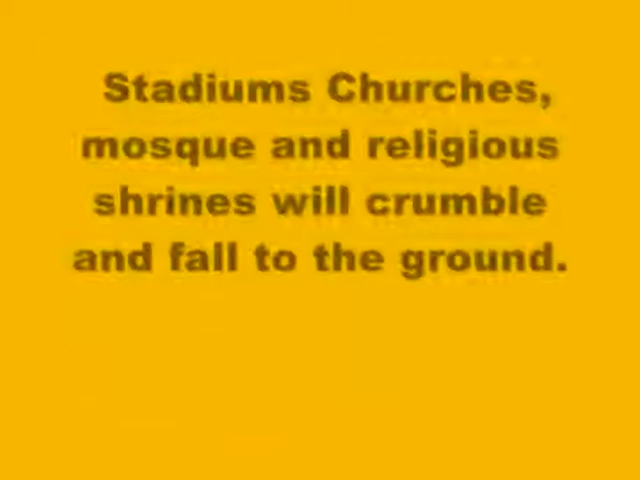 Stadiums Churches,
mosque and religious
shrines will crumble
and fall to the ground.